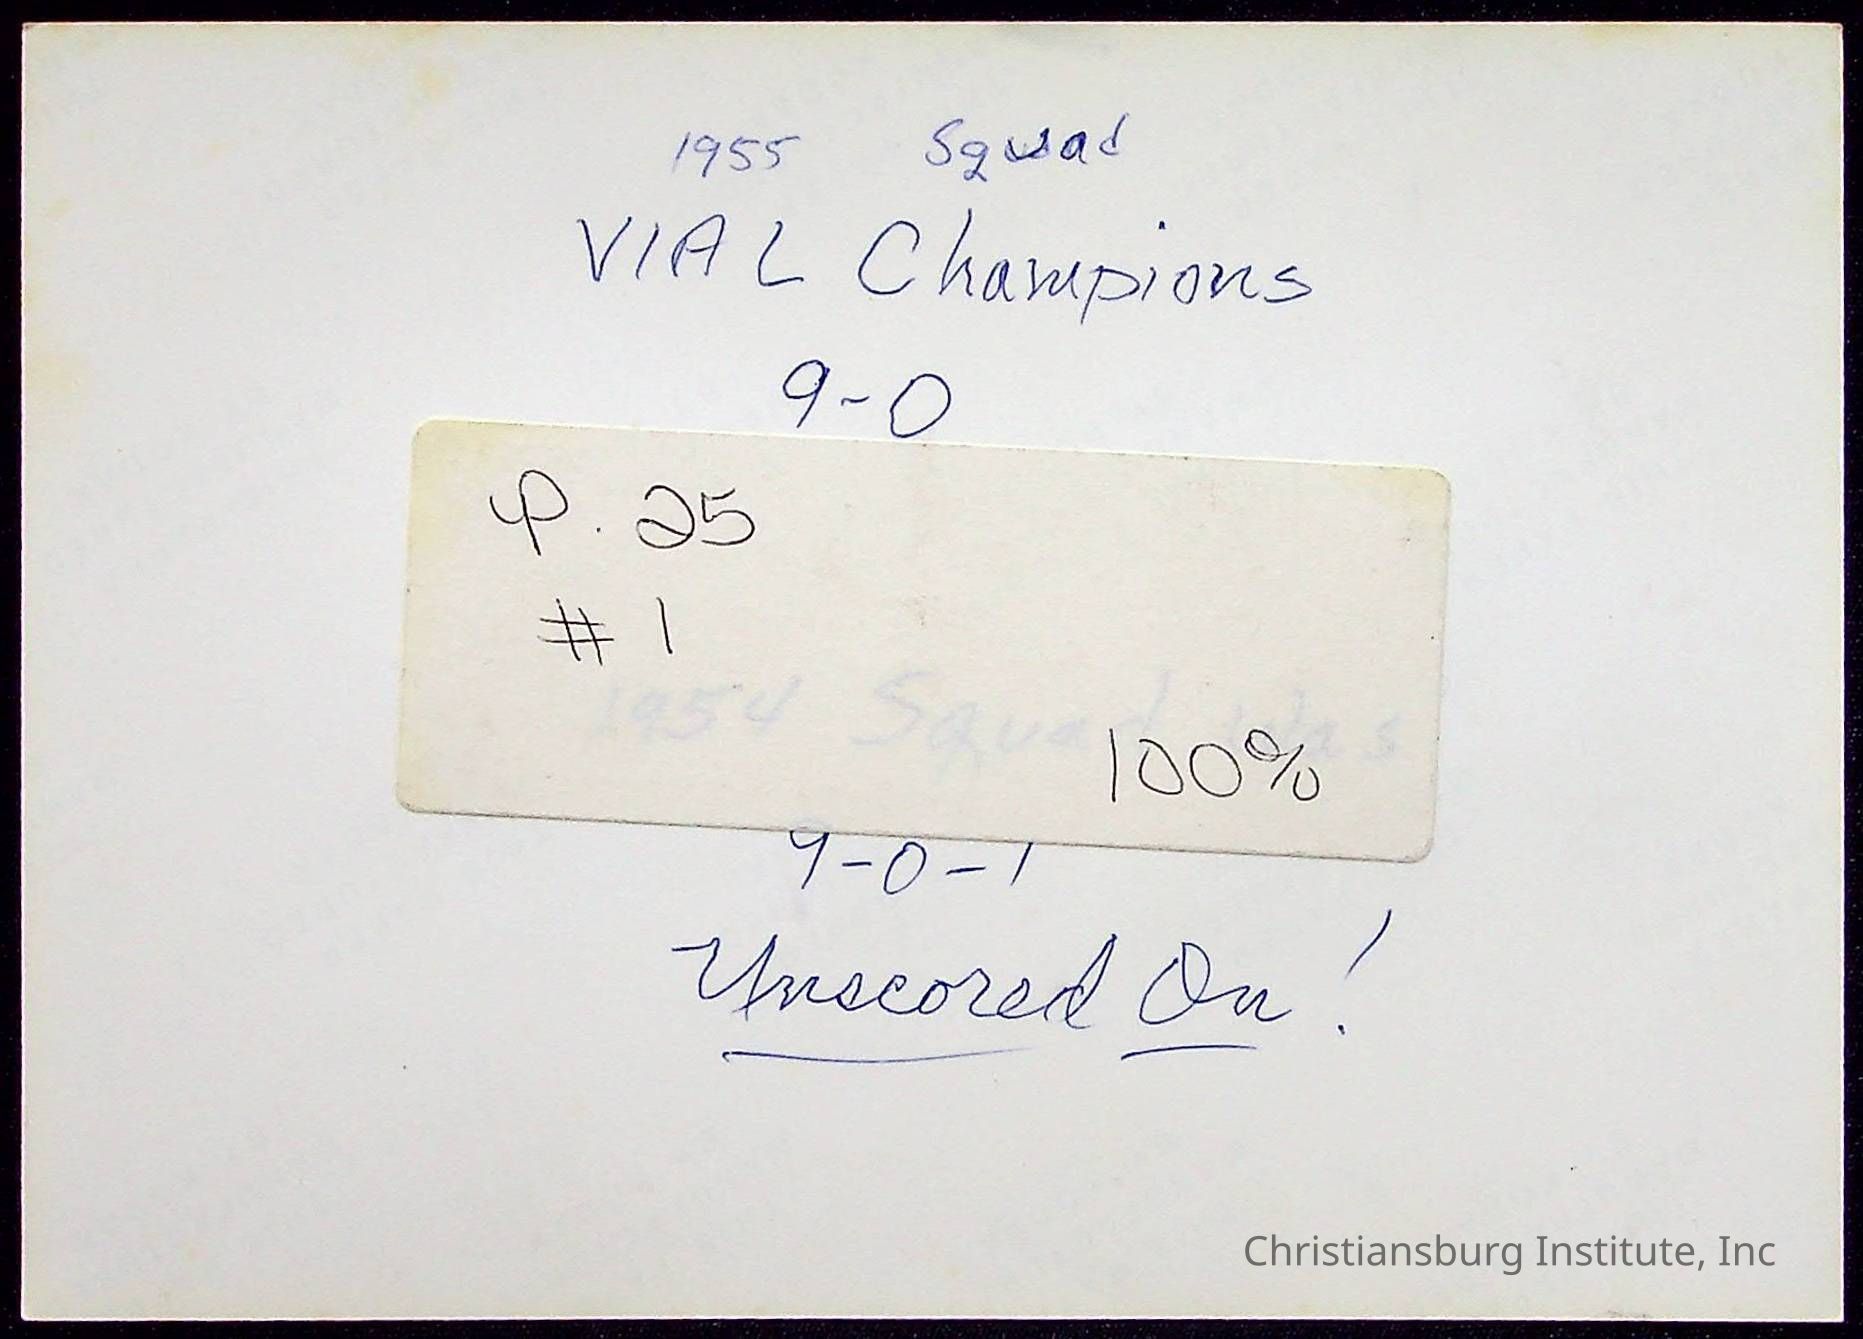 1955 Squad
VIAL Champions
9-0
P. 25
# 1
1954 Squad Was
100%
9-0-1
Unscored On!
Christiansburg Institute, Inc